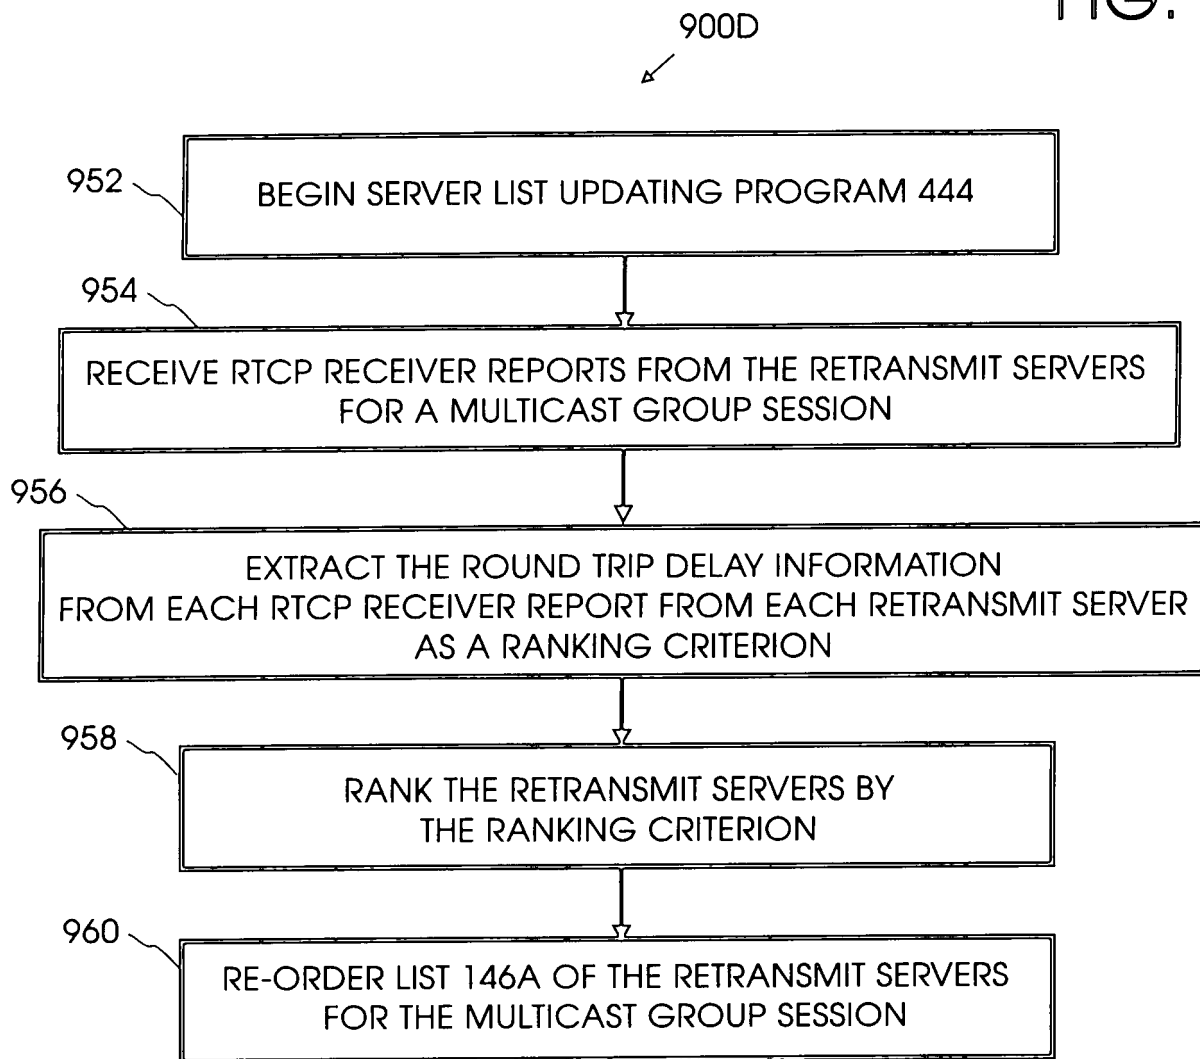 FIG.
900D
952
BEGIN SERVER LIST UPDATING PROGRAM 444
954
RECEIVE RTCP RECEIVER REPORTS FROM THE RETRANSMIT SERVERS
FOR A MULTICAST GROUP SESSION
956
EXTRACT THE ROUND TRIP DELAY INFORMATION
FROM EACH RTCP RECEIVER REPORT FROM EACH RETRANSMIT SERVER
AS A RANKING CRITERION
958
RANK THE RETRANSMIT SERVERS BY
THE RANKING CRITERION
960
RE-ORDER LIST 146A OF THE RETRANSMIT SERVERS
FOR THE MULTICAST GROUP SESSION